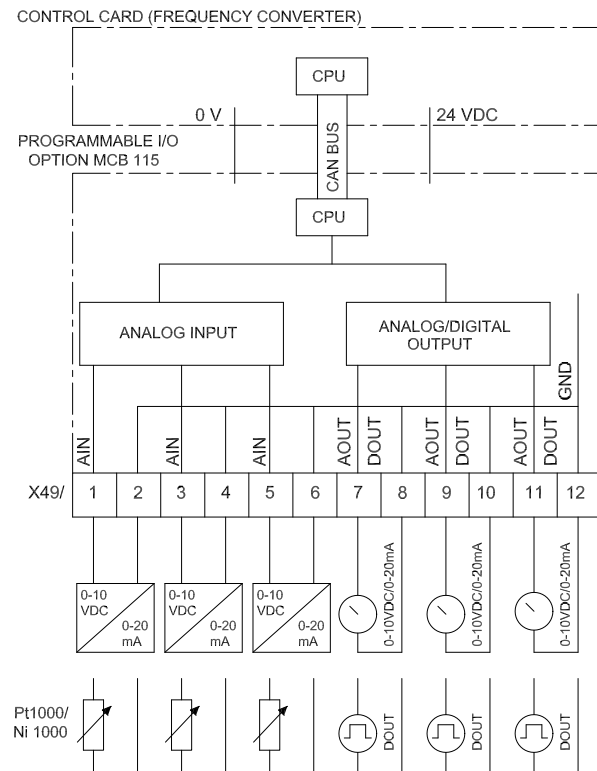 CONTROL CARD (FREQUENCY CONVERTER)
CPU
0 V
24 VDC
PROGRAMMABLE I/O
OPTION MCB 115
CAN BUS
CPU
ANALOG INPUT
ANALOG/DIGITAL
OUTPUT
GND
AIN
AIN
AIN
AOUT
DOUT
AOUT
DOUT
AOUT
DOUT
X49/ 1 2 3 4 5 6 7 8 9 10 11 12
0-10
VDC
0-20
mA
0-10
VDC
0-20
mA
0-10
VDC
0-20
mA
0-10VDC/0-20mA
0-10VDC/0-20mA
0-10VDC/0-20mA
Pt1000/
Ni 1000
DOUT
DOUT
DOUT